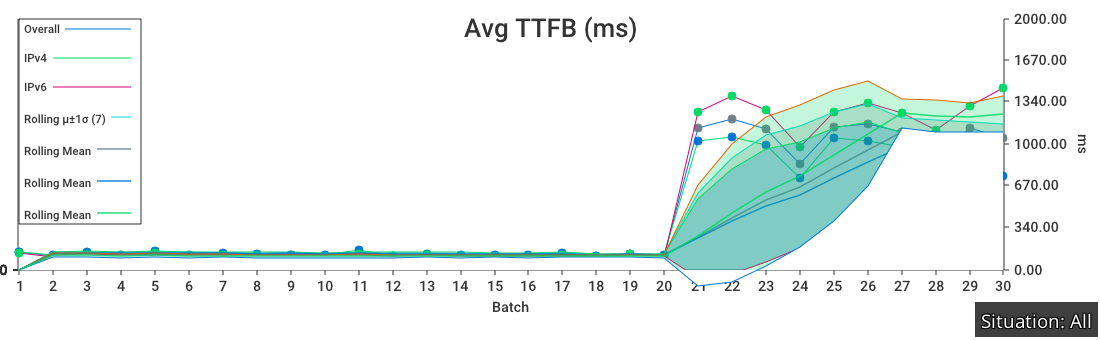 Avg TTFB (ms)
Overall
IPv4
IPv6
Rolling μ±1σ (7)
Rolling Mean
Rolling Mean
Rolling Mean
2000.00
1670.00
1340.00
1000.00
670.00
340.00
0.00
ms
0
1 2 3 4 5 6 7 8 9 10 11 12 13 14 15 16 17 18 19 20 21 22 23 24 25 26 27 28 29 30
Batch
Situation: All